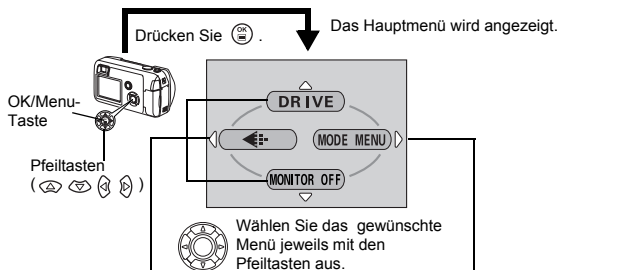 Drücken Sie OK .
Das Hauptmenü wird angezeigt.
OK/Menu-
Taste
Pfeiltasten
( )
DRIVE
MODE MENU
MONITOR OFF
Wählen Sie das gewünschte
Menü jeweils mit den
Pfeiltasten aus.